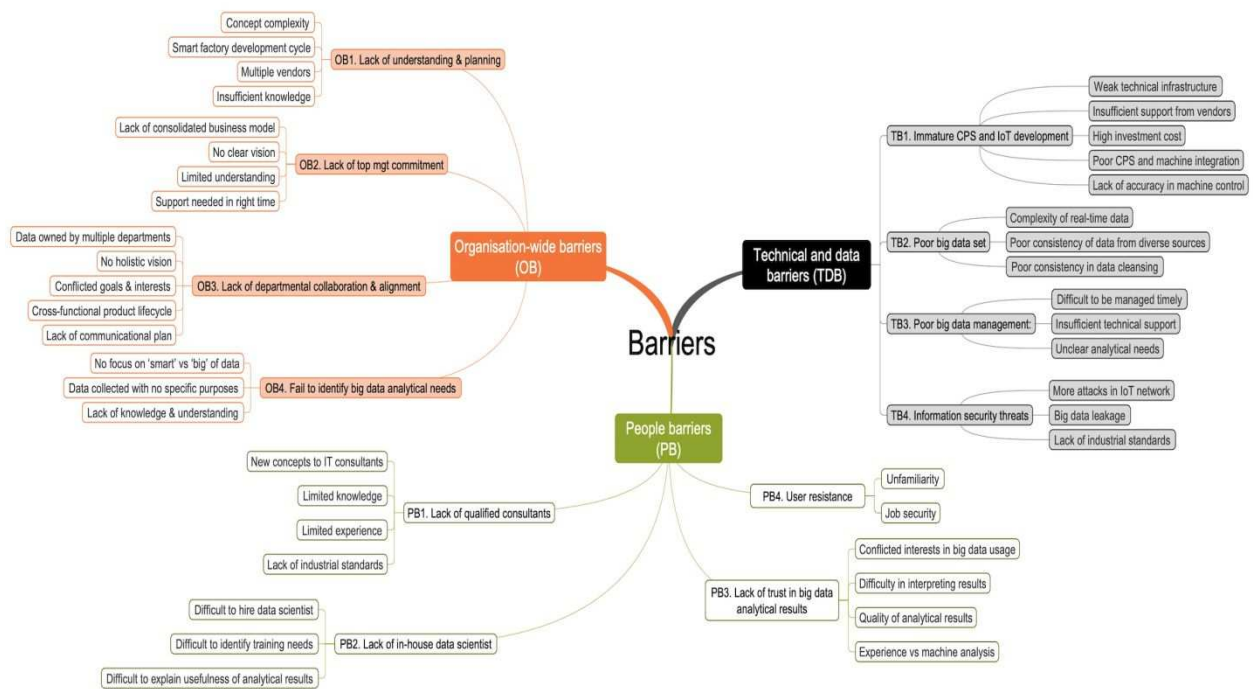 Concept complexity
Smart factory development cycle
Multiple vendors
Insufficient knowledge
OB1. Lack of understanding & planning
Lack of consolidated business model
No clear vision
Limited understanding
Support needed in right time
OB2. Lack of top mgt commitment
Data owned by multiple departments
No holistic vision
Conflicted goals & interests
Cross-functional product lifecycle
Lack of communicational plan
OB3. Lack of departmental collaboration & alignment
No focus on 'smart' vs 'big' of data
Data collected with no specific purposes
Lack of knowledge & understanding
OB4. Fail to identify big data analytical needs
Organisation-wide barriers
(OB)
Barriers
Technical and data
barriers (TDB)
TB1. Immature CPS and IoT development
Weak technical infrastructure
Insufficient support from vendors
High investment cost
Poor CPS and machine integration
Lack of accuracy in machine control
TB2. Poor big data set
Complexity of real-time data
Poor consistency of data from diverse sources
Poor consistency in data cleansing
TB3. Poor big data management:
Difficult to be managed timely
Insufficient technical support
Unclear analytical needs
TB4. Information security threats
More attacks in IoT network
Big data leakage
Lack of industrial standards
People barriers
(PB)
New concepts to IT consultants
Limited knowledge
Limited experience
Lack of industrial standards
PB1. Lack of qualified consultants
Difficult to hire data scientist
Difficult to identify training needs
Difficult to explain usefulness of analytical results
PB2. Lack of in-house data scientist
PB4. User resistance
Unfamiliarity
Job security
PB3. Lack of trust in big data
analytical results
Conflicted interests in big data usage
Difficulty in interpreting results
Quality of analytical results
Experience vs machine analysis